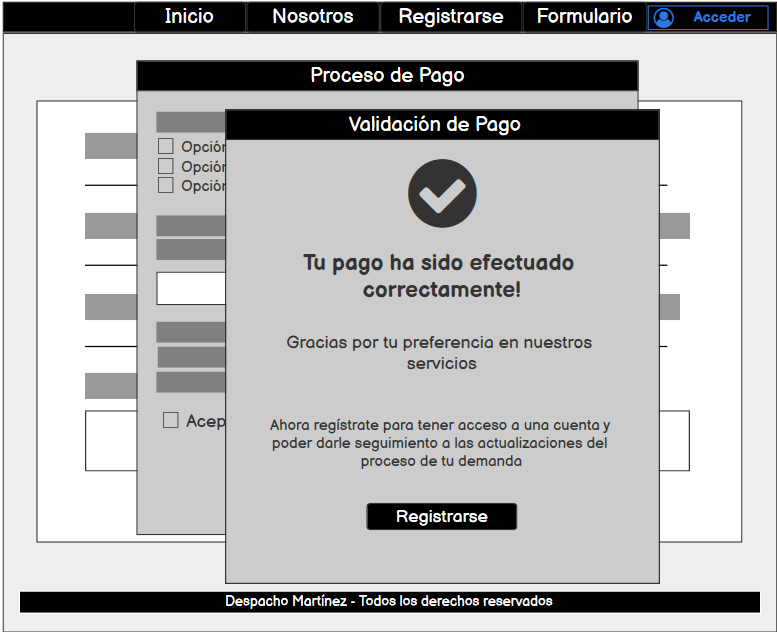 Inicio Nosotros Registrarse Formulario Acceder
Proceso de Pago
Validación de Pago
Opción
Opción
Opción
Tu pago ha sido efectuado
correctamente!
Gracias por tu preferencia en nuestros
servicios
Acep
Ahora regístrate para tener acceso a una cuenta y
poder darle seguimiento a las actualizaciones del
proceso de tu demanda
Registrarse
Despacho Martínez - Todos los derechos reservados